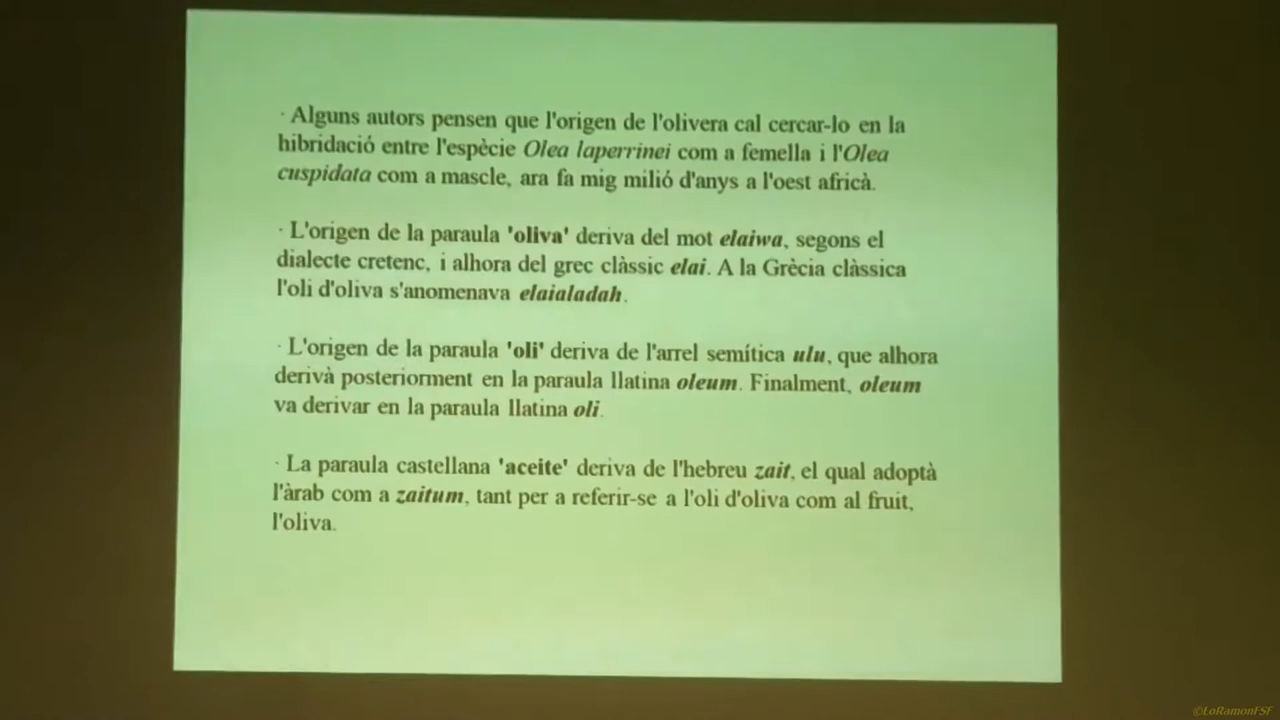 · Alguns autors pensen que l'origen de l'olivera cal cercar-lo en la
hibridació entre l'espècie Olea laperrinei com a femella i l'Olea
cuspidata com a mascle, ara fa mig milió d'anys a l'oest africà.
· L'origen de la paraula 'oliva' deriva del mot elaiwa, segons el
dialecte cretenc, i alhora del grec clàssic elai. A la Grècia clàssica
l'oli d'oliva s'anomenava elaialadah.
· L'origen de la paraula 'oli' deriva de l'arrel semítica ulu, que alhora
derivà posteriorment en la paraula llatina oleum. Finalment, oleum
va derivar en la paraula llatina oli.
· La paraula castellana 'aceite' deriva de l'hebreu zait, el qual adoptà
l'àrab com a zaitum, tant per a referir-se a l'oli d'oliva com al fruit,
l'oliva.
©LoRamonFSF